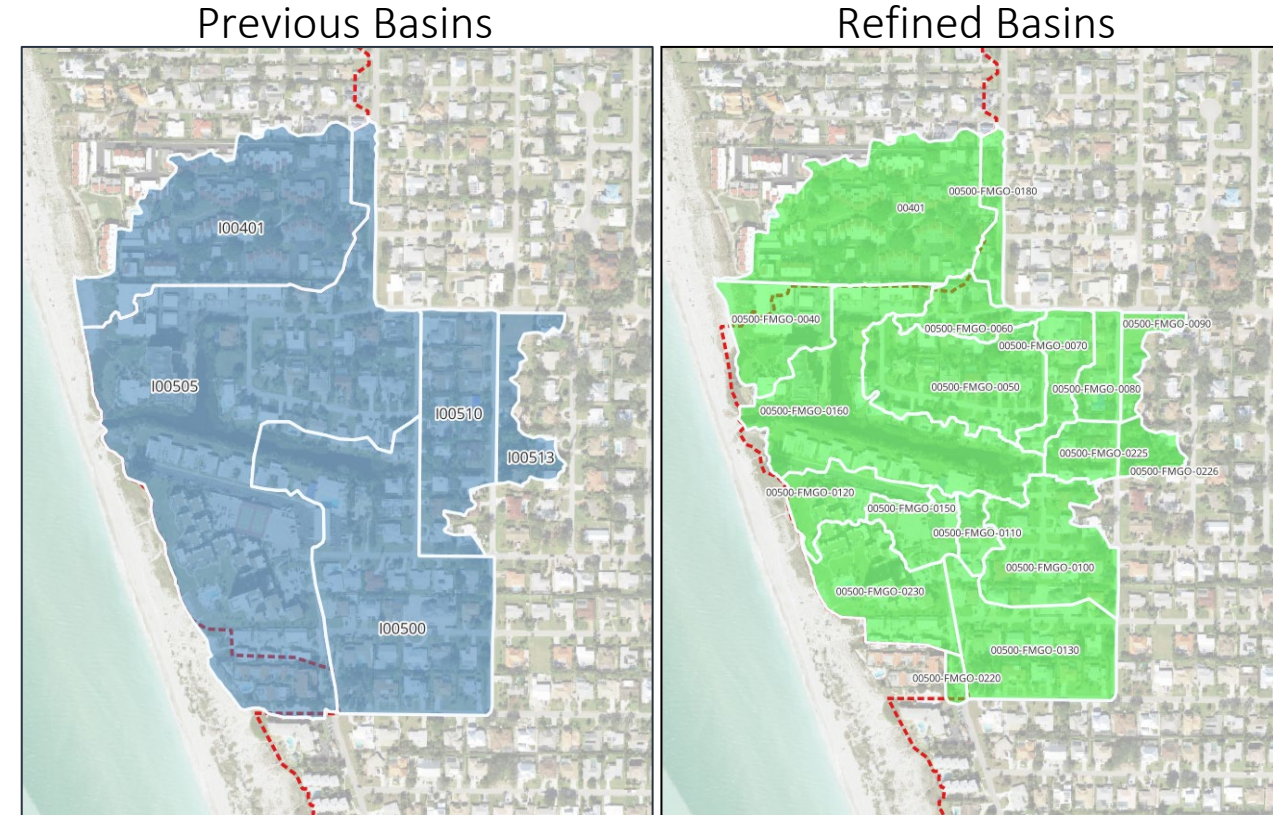 Previous Basins
I00401
I00505
I00510
I00513
I00500
Refined Basins
00500-FMGO-0180
00401
00500-FMGO-0040
00500-FMGO-0060
00500-FMGO-0090
00500-FMGO-0070
00500-FMGO-0050
00500-FMGO-0080
00500-FMGO-0160
00500-FMGO-0225
00500-FMGO-0226
00500-FMGO-0120
00500-FMGO-0150
00500-FMGO-0110
00500-FMGO-0100
00500-FMGO-0230
00500-FMGO-0130
00500-FMGO-0220